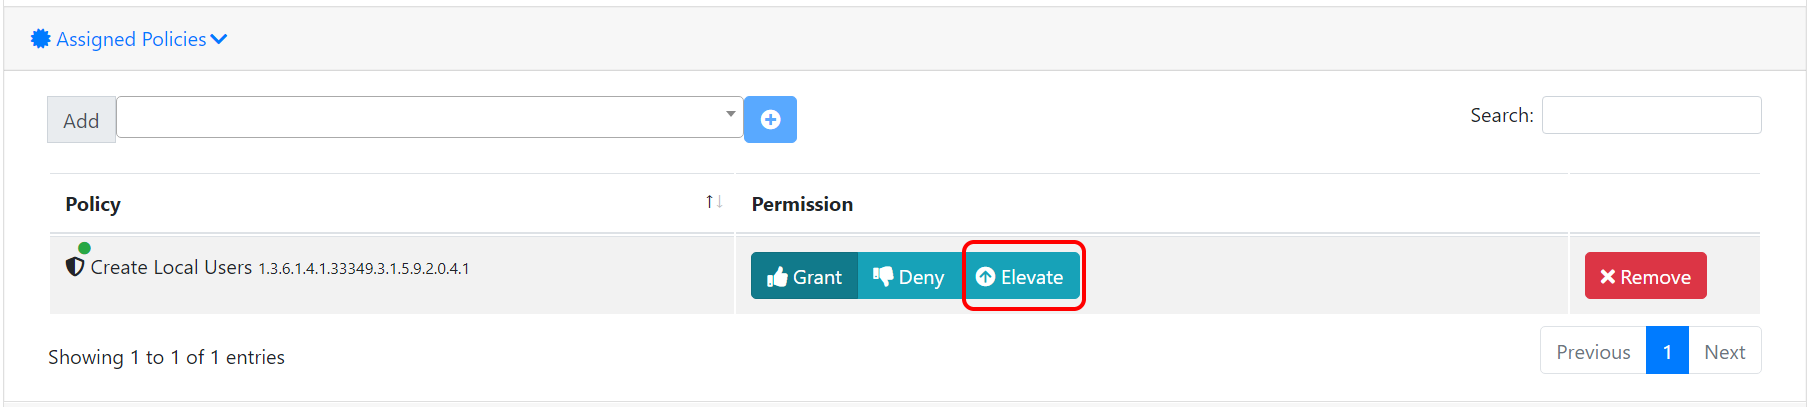 Assigned Policies
Add
Search:
Policy
Permission
Create Local Users 1.3.6.1.4.1.33349.3.1.5.9.2.0.4.1
Grant
Deny
Elevate
Remove
Showing 1 to 1 of 1 entries
Previous
1
Next